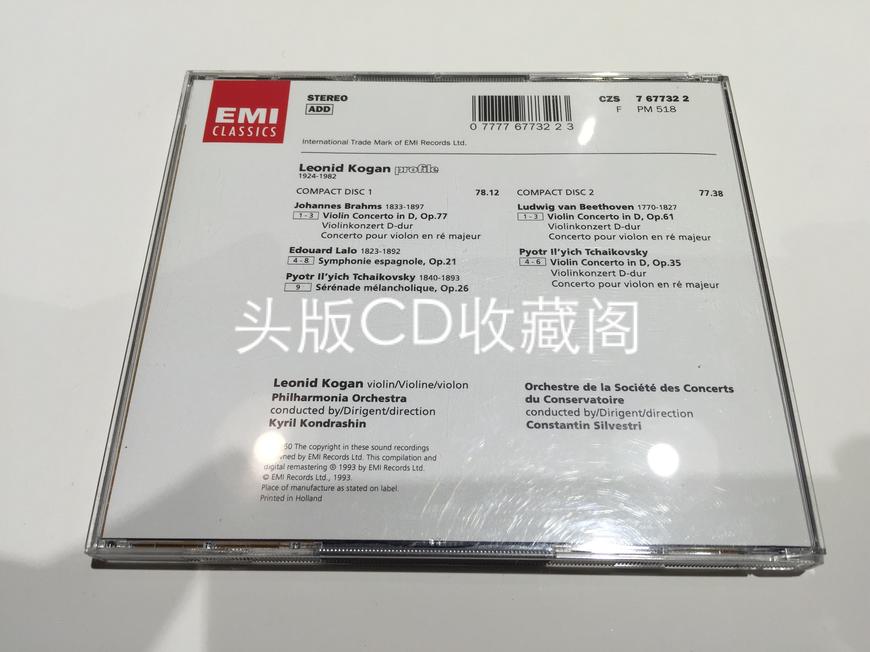 EMI
CLASSICS
STEREO
ADD
0 7777 67732 2 3
CZS 7 67732 2
F PM 518
International Trade Mark of EMI Records Ltd.
Leonid Kogan profile
1924-1982
COMPACT DISC 1 78.12
Johannes Brahms 1833-1897
1-3 Violin Concerto in D, Op.77
Violinkonzert D-dur
Concerto pour violon en ré majeur
Edouard Lalo 1823-1892
4-8 Symphonie espagnole, Op.21
Pyotr Il'yich Tchaikovsky 1840-1893
9 Sérénade mélancholique, Op.26
COMPACT DISC 2 77.38
Ludwig van Beethoven 1770-1827
1-3 Violin Concerto in D, Op.61
Violinkonzert D-dur
Concerto pour violon en ré majeur
Pyotr Il'yich Tchaikovsky
4-6 Violin Concerto in D, Op.35
Violinkonzert D-dur
Concerto pour violon en ré majeur
头版CD收藏阁
Leonid Kogan violin/Violine/violon
Philharmonia Orchestra
conducted by/Dirigent/direction
Kyril Kondrashin
Orchestre de la Société des Concerts
du Conservatoire
conducted by/Dirigent/direction
Constantin Silvestri
The copyright in these sound recordings
owned by EMI Records Ltd. This compilation and
digital remastering ℗ 1993 by EMI Records Ltd.
© EMI Records Ltd., 1993.
Place of manufacture as stated on label.
Printed in Holland